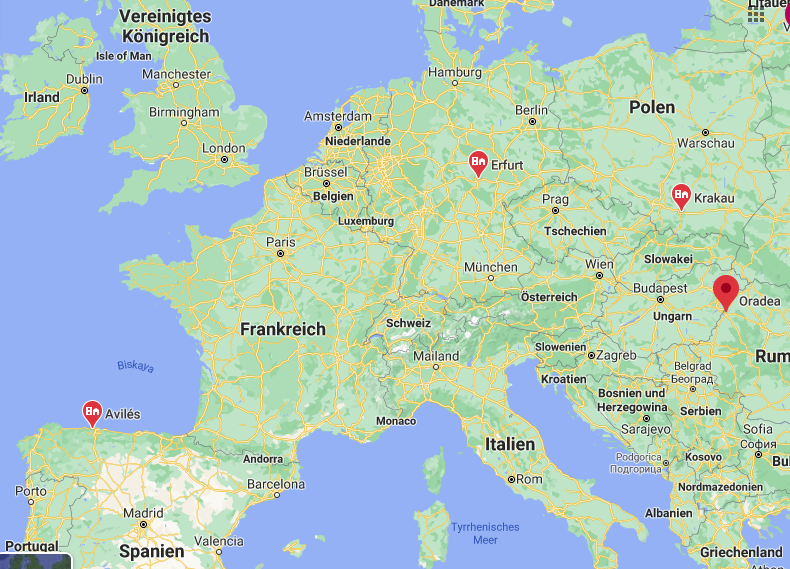 Dänemark
Vereinigtes
Königreich
Isle of Man
Dublin
Manchester
Irland
Birmingham
London
Hamburg
Amsterdam
Niederlande
Berlin
Polen
Warschau
Brüssel
Belgien
Erfurt
Luxemburg
Prag
Tschechien
Krakau
Paris
München
Wien
Slowakei
Österreich
Budapest
Ungarn
Oradea
Frankreich
Schweiz
Mailand
Slowenien
Zagreb
Kroatien
Belgrad
Београд
Rum
Biskaya
Avilés
Monaco
Bosnien und
Herzegowina
Sarajevo
Serbien
Andorra
Italien
Podgorica
Подгорица
Kosovo
Sofia
София
Bul
Porto
Barcelona
Rom
Nordmazedonien
Madrid
Albanien
Tyrrhenisches
Meer
Portugal
Spanien
Valencia
Griechenland